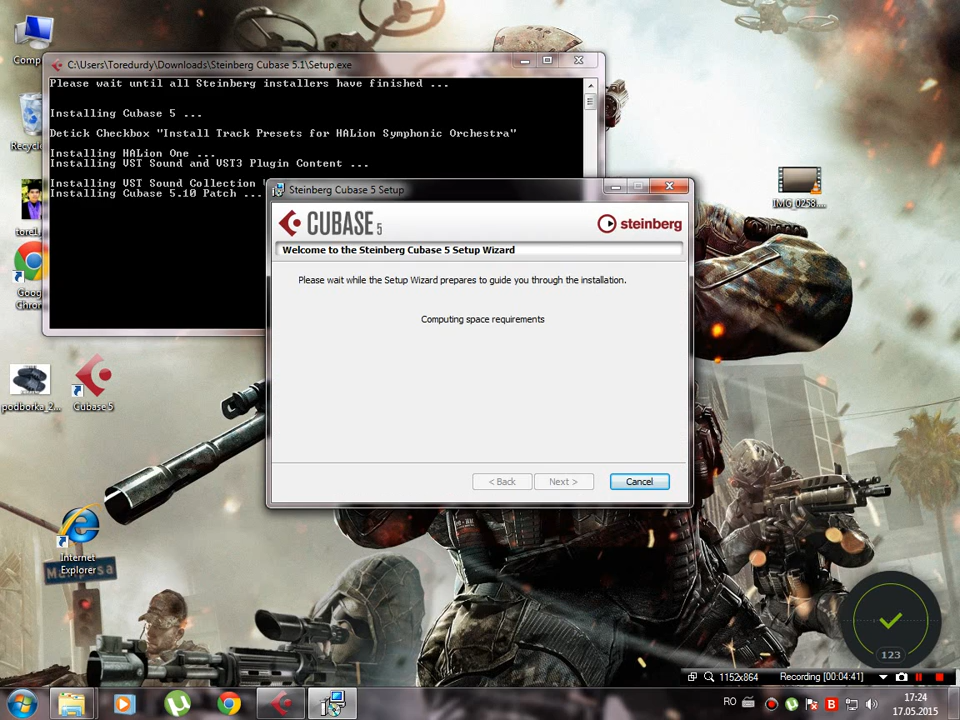 Comp
C:\Users\Toredurdy\Downloads\Steinberg Cubase 5.1\Setup.exe
Please wait until all Steinberg installers have finished ...
Installing Cubase 5 ...
Detick Checkbox "Install Track Presets for HALion Symphonic Orchestra"
Installing HALion One ...
Installing VST Sound and VST3 Plugin Content ...
Installing VST Sound Collection
Installing Cubase 5.10 Patch ...
Recycle
Steinberg Cubase 5 Setup
CUBASE 5
steinberg
Welcome to the Steinberg Cubase 5 Setup Wizard
Please wait while the Setup Wizard prepares to guide you through the installation.
Computing space requirements
< Back
Next >
Cancel
IMG_0258....
Goog
Chrom
podborka_2...
Cubase 5
Internet
Explorer
123
1152x864
Recording [00:04:41]
RO
17:24
17.05.2015